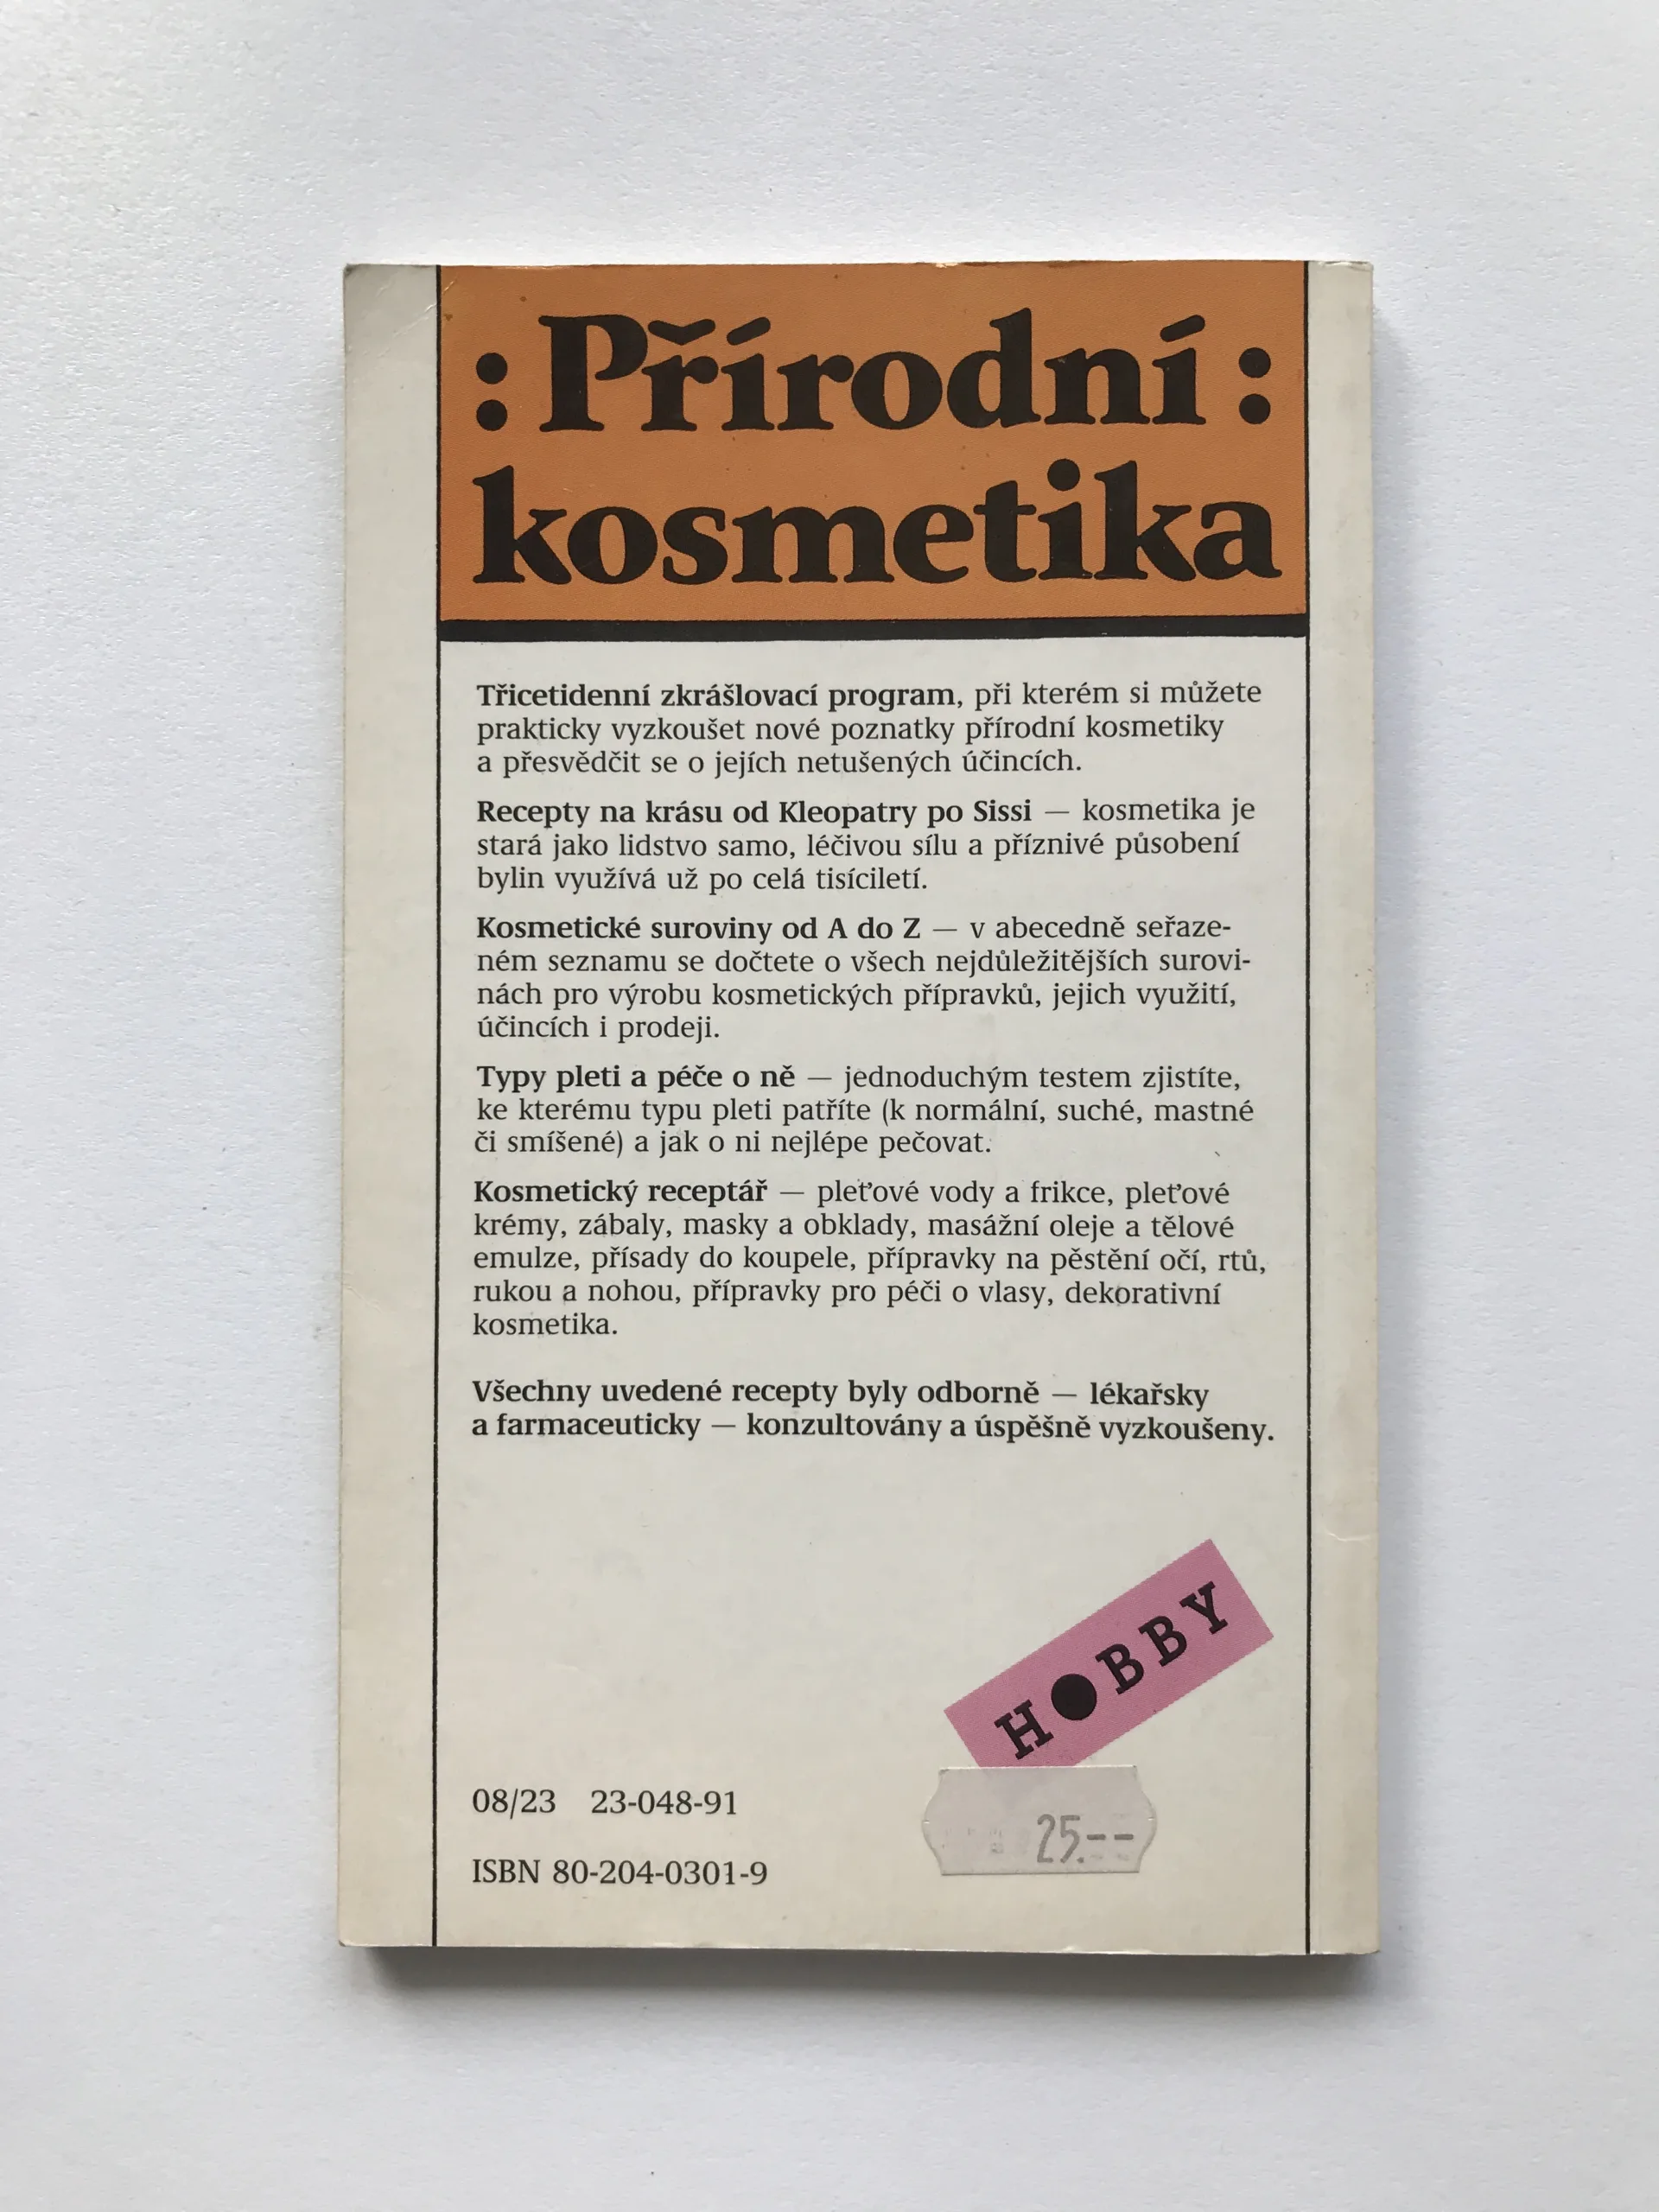 : Přírodní :
kosmetika
Třicetidenní zkrášlovací program, při kterém si můžete
prakticky vyzkoušet nové poznatky přírodní kosmetiky
a přesvědčit se o jejích netušených účincích.
Recepty na krásu od Kleopatry po Sissi — kosmetika je
stará jako lidstvo samo, léčivou sílu a příznivé působení
bylin využívá už po celá tisíciletí.
Kosmetické suroviny od A do Z — v abecedně seřaze-
ném seznamu se dočtete o všech nejdůležitějších surovi-
nách pro výrobu kosmetických přípravků, jejich využití,
účincích i prodeji.
Typy pleti a péče o ně — jednoduchým testem zjistíte,
ke kterému typu pleti patříte (k normální, suché, mastné
či smíšené) a jak o ni nejlépe pečovat.
Kosmetický receptář — pleťové vody a frikce, pleťové
krémy, zábaly, masky a obklady, masážní oleje a tělové
emulze, přísady do koupele, přípravky na pěstění očí, rtů,
rukou a nohou, přípravky pro péči o vlasy, dekorativní
kosmetika.
Všechny uvedené recepty byly odborně — lékařsky
a farmaceuticky — konzultovány a úspěšně vyzkoušeny.
HOBBY
08/23 23-048-91
25.--
ISBN 80-204-0301-9